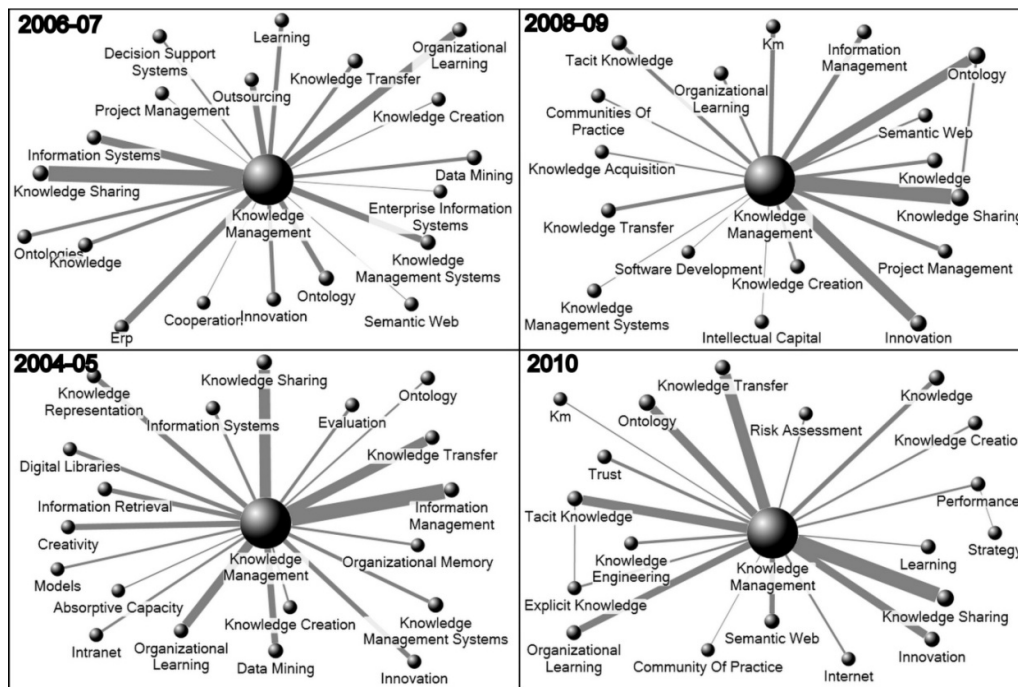 2006-07
Learning
Organizational
Learning
Decision Support
Systems
Knowledge Transfer
Outsourcing
Project Management
Knowledge Creation
Information Systems
Data Mining
Knowledge Sharing
Enterprise Information
Systems
Knowledge
Management
Ontologies
Knowledge
Knowledge
Management Systems
Ontology
Cooperation
Innovation
Semantic Web
Erp
2008-09
Km
Information
Management
Tacit Knowledge
Ontology
Organizational
Learning
Communities Of
Practice
Semantic Web
Knowledge Acquisition
Knowledge
Knowledge Sharing
Knowledge
Management
Knowledge Transfer
Project Management
Software Development
Knowledge Creation
Knowledge
Management Systems
Intellectual Capital
Innovation
2004-05
Knowledge Sharing
Knowledge
Representation
Ontology
Information Systems
Evaluation
Knowledge Transfer
Digital Libraries
Information Retrieval
Information
Management
Creativity
Knowledge
Management
Organizational Memory
Models
Absorptive Capacity
Knowledge Creation
Knowledge
Management Systems
Intranet
Organizational
Learning
Data Mining
Innovation
2010
Knowledge Transfer
Knowledge
Km
Ontology
Risk Assessment
Knowledge Creation
Trust
Performance
Tacit Knowledge
Strategy
Knowledge
Engineering
Knowledge
Management
Learning
Explicit Knowledge
Knowledge Sharing
Semantic Web
Organizational
Learning
Innovation
Community Of Practice
Internet